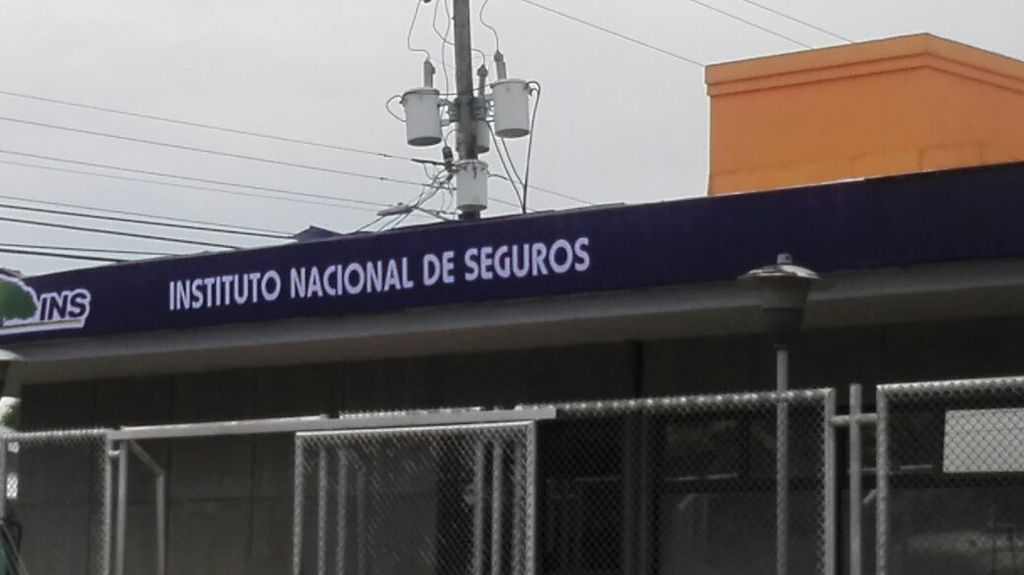 INS
INSTITUTO NACIONAL DE SEGUROS